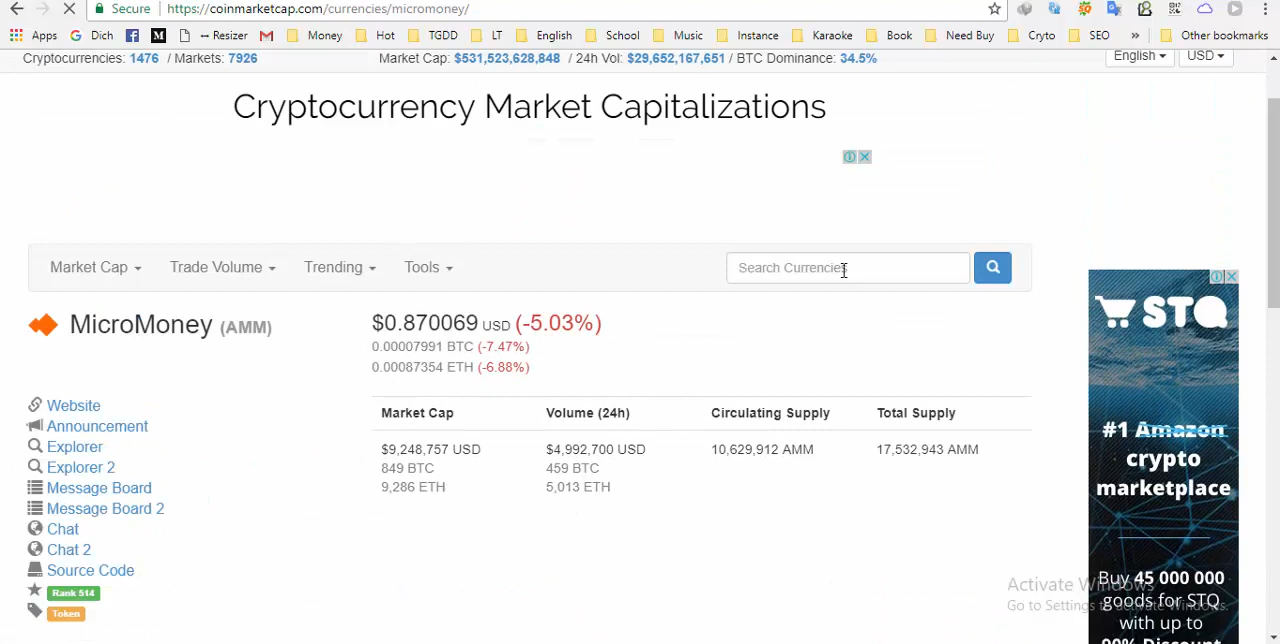 Secure https://coinmarketcap.com/currencies/micromoney/
Apps Dich Resizer Money Hot TGDD LT English School Music Instance Karaoke Book Need Buy Cryto SEO » Other bookmarks
Cryptocurrencies: 1476 / Markets: 7926 Market Cap: $531,523,628,848 / 24h Vol: $29,652,167,651 / BTC Dominance: 34.5% English USD
Cryptocurrency Market Capitalizations
Market Cap Trade Volume Trending Tools Search Currencies
MicroMoney (AMM) $0.870069 USD (-5.03%)
0.00007991 BTC (-7.47%)
0.00087354 ETH (-6.88%)
Website
Announcement
Explorer
Explorer 2
Message Board
Message Board 2
Chat
Chat 2
Source Code
Rank 514
Token
Market Cap Volume (24h) Circulating Supply Total Supply
$9,248,757 USD $4,992,700 USD 10,629,912 AMM 17,532,943 AMM
849 BTC 459 BTC
9,286 ETH 5,013 ETH
STQ
#1 Amazon
crypto
marketplace
Buy 45 000 000
goods for STQ
with up to
90% Discount
Activate Windows
Go to Settings to activate Windows.